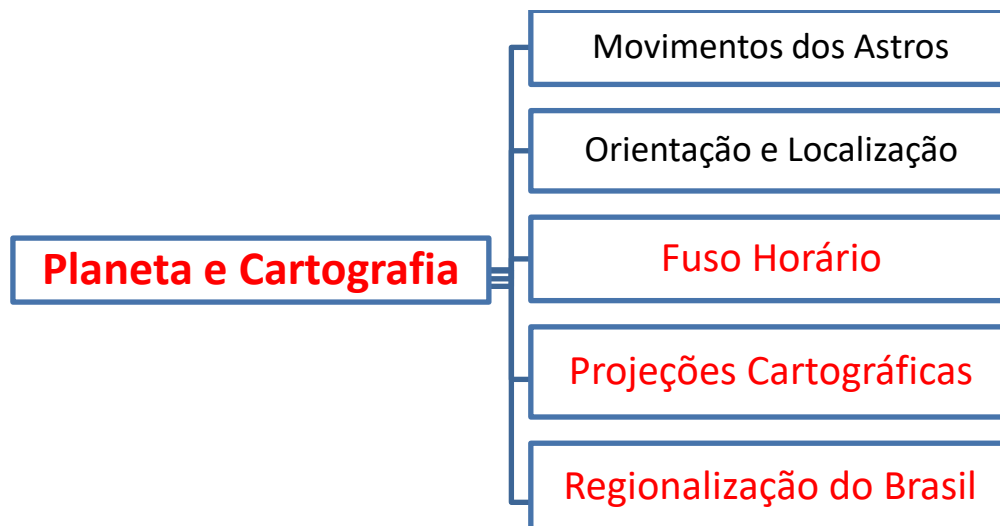 Movimentos dos Astros
Orientação e Localização
Planeta e Cartografia
Fuso Horário
Projeções Cartográficas
Regionalização do Brasil